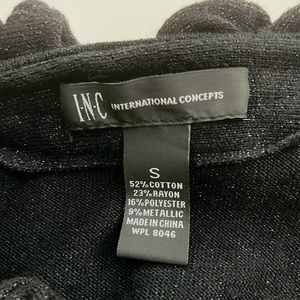 I·N·C INTERNATIONAL CONCEPTS
S
52%COTTON
23%RAYON
16%POLYESTER
9%METALLIC
MADE IN CHINA
WPL 8046